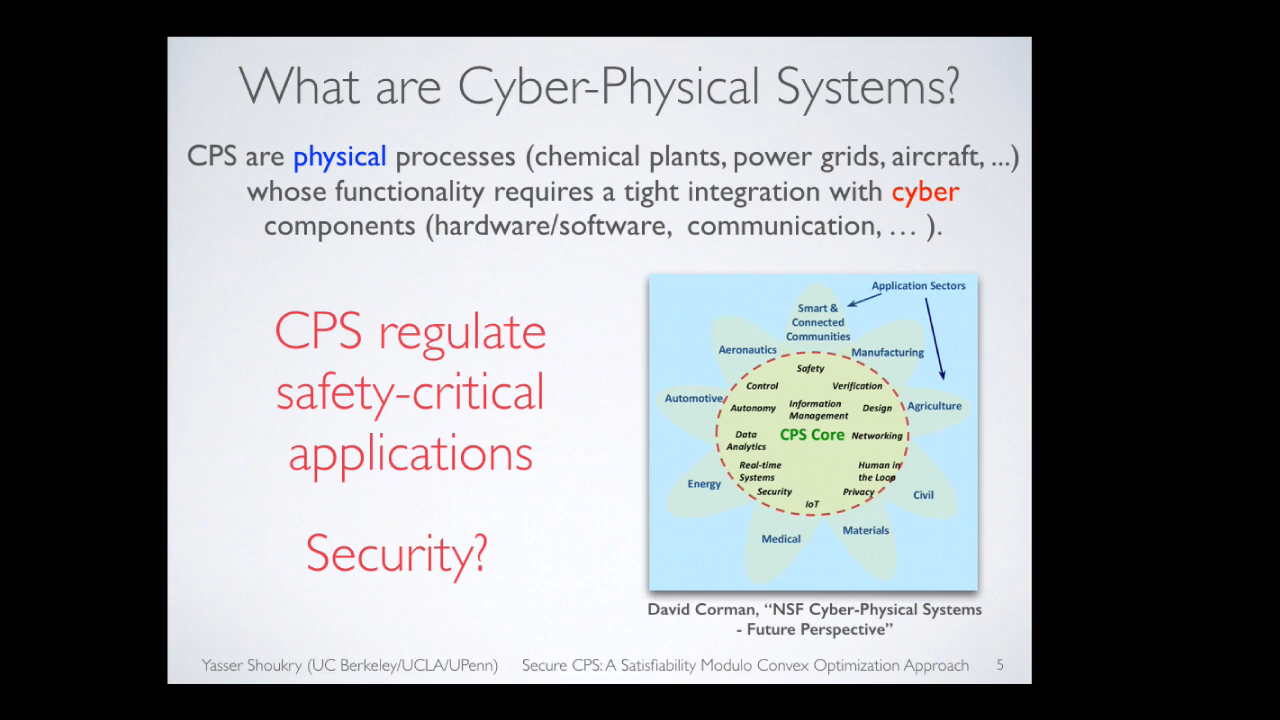 What are Cyber-Physical Systems?
CPS are physical processes (chemical plants, power grids, aircraft, ...)
whose functionality requires a tight integration with cyber
components (hardware/software, communication, … ).
CPS regulate
safety-critical
applications
Security?
Application Sectors
Smart &
Connected
Communities
Aeronautics
Manufacturing
Automotive
Agriculture
Energy
Civil
Medical
Materials
Safety
Control
Verification
Autonomy
Information
Management
Design
Data
Analytics
CPS Core
Networking
Real-time
Systems
Human in
the Loop
Security
Privacy
IoT
David Corman, “NSF Cyber-Physical Systems
- Future Perspective”
Yasser Shoukry (UC Berkeley/UCLA/UPenn) Secure CPS: A Satisfiability Modulo Convex Optimization Approach 5